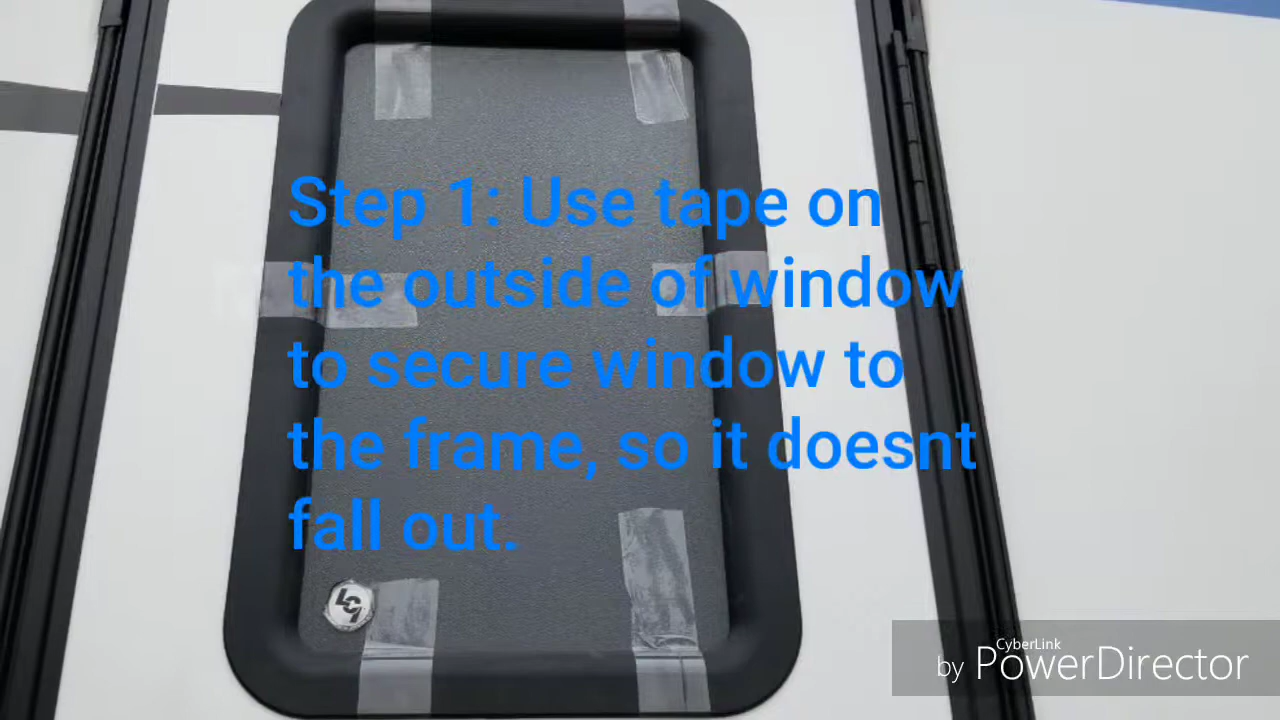 Step 1: Use tape on
the outside of window
to secure window to
the frame, so it doesnt
fall out.
LCI
CyberLink
by PowerDirector